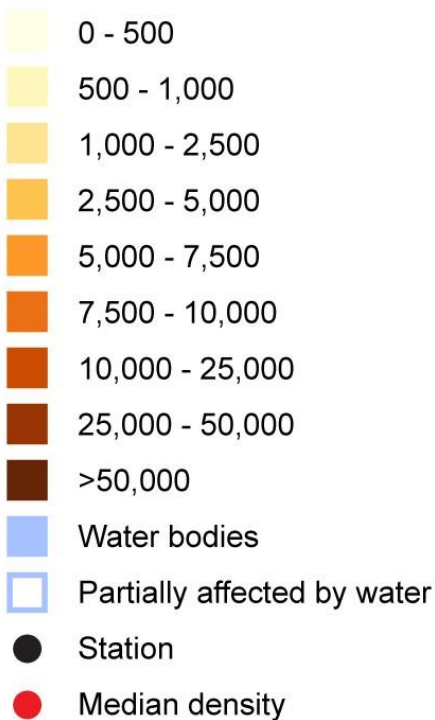 0 - 500
500 - 1,000
1,000 - 2,500
2,500 - 5,000
5,000 - 7,500
7,500 - 10,000
10,000 - 25,000
25,000 - 50,000
>50,000
Water bodies
Partially affected by water
Station
Median density